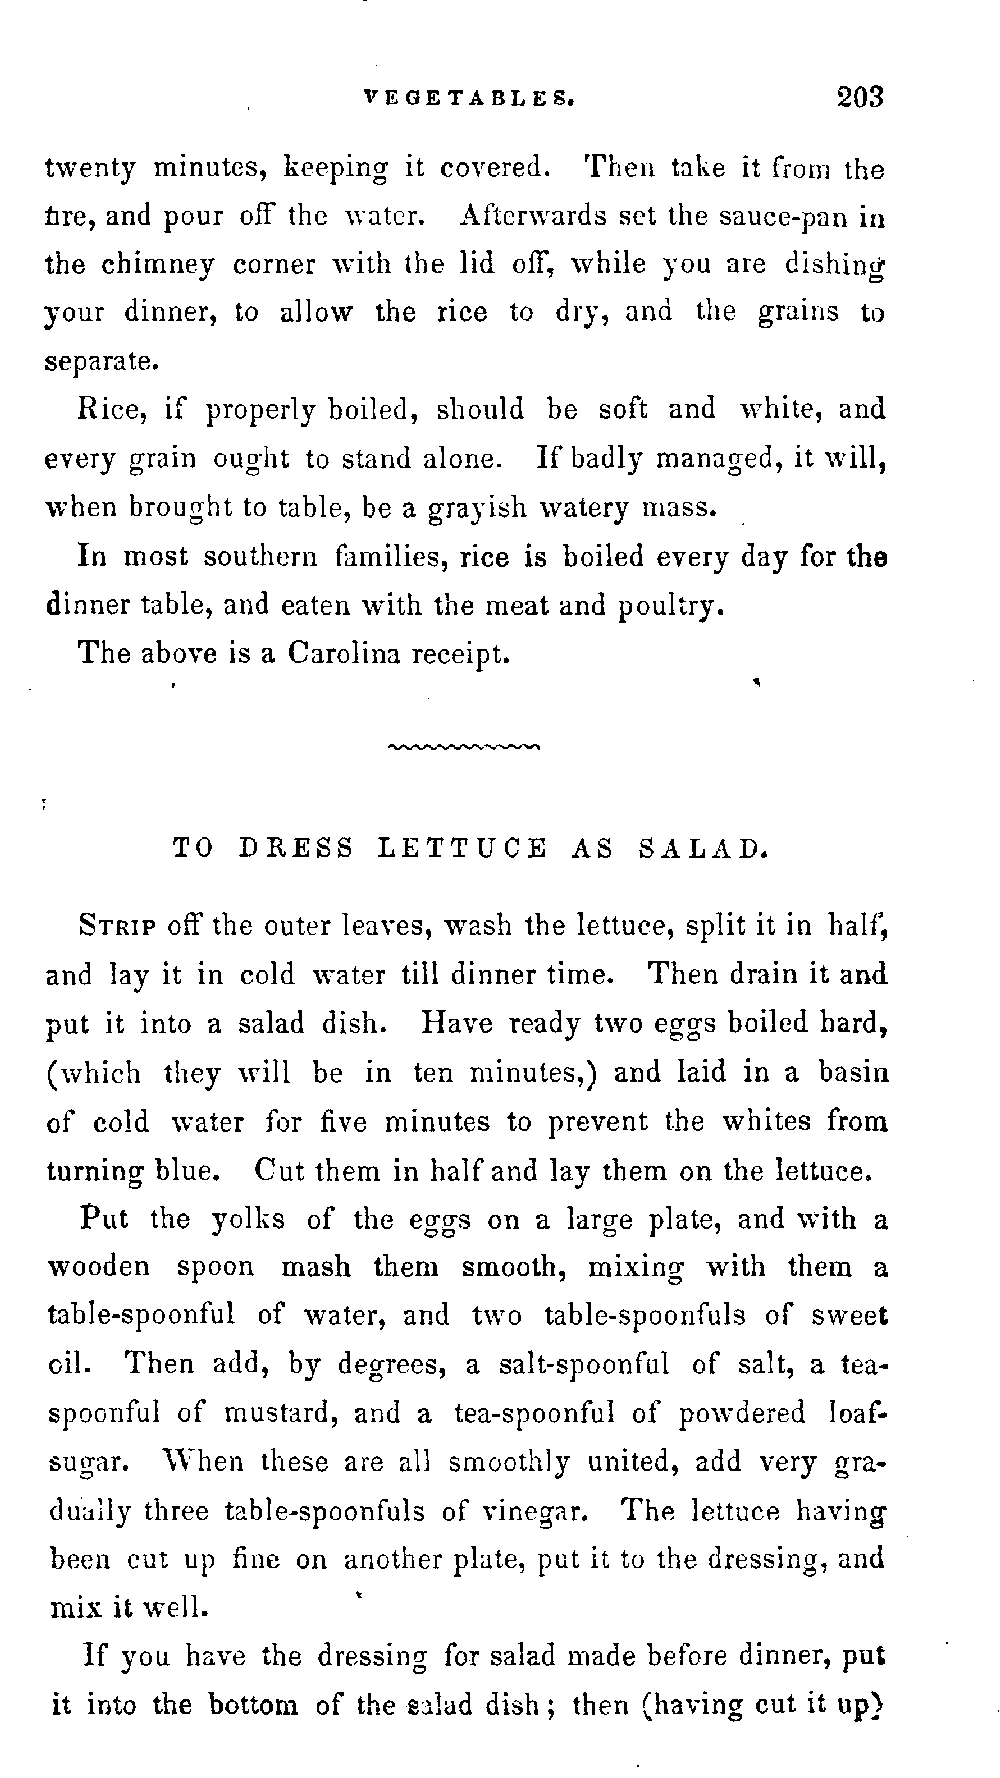 VEGETABLES. 203
twenty minutes, keeping it covered. Then take it from the
fire, and pour off the water. Afterwards set the sauce-pan in
the chimney corner with the lid off, while you are dishing
your dinner, to allow the rice to dry, and the grains to
separate.
Rice, if properly boiled, should be soft and white, and
every grain ought to stand alone. If badly managed, it will,
when brought to table, be a grayish watery mass.
In most southern families, rice is boiled every day for the
dinner table, and eaten with the meat and poultry.
The above is a Carolina receipt.
TO DRESS LETTUCE AS SALAD.
STRIP off the outer leaves, wash the lettuce, split it in half,
and lay it in cold water till dinner time. Then drain it and
put it into a salad dish. Have ready two eggs boiled hard,
(which they will be in ten minutes,) and laid in a basin
of cold water for five minutes to prevent the whites from
turning blue. Cut them in half and lay them on the lettuce.
Put the yolks of the eggs on a large plate, and with a
wooden spoon mash them smooth, mixing with them a
table-spoonful of water, and two table-spoonfuls of sweet
oil. Then add, by degrees, a salt-spoonful of salt, a tea-
spoonful of mustard, and a tea-spoonful of powdered loaf-
sugar. When these are all smoothly united, add very gra-
dually three table-spoonfuls of vinegar. The lettuce having
been cut up fine on another plate, put it to the dressing, and
mix it well.
If you have the dressing for salad made before dinner, put
it into the bottom of the salad dish; then (having cut it up)